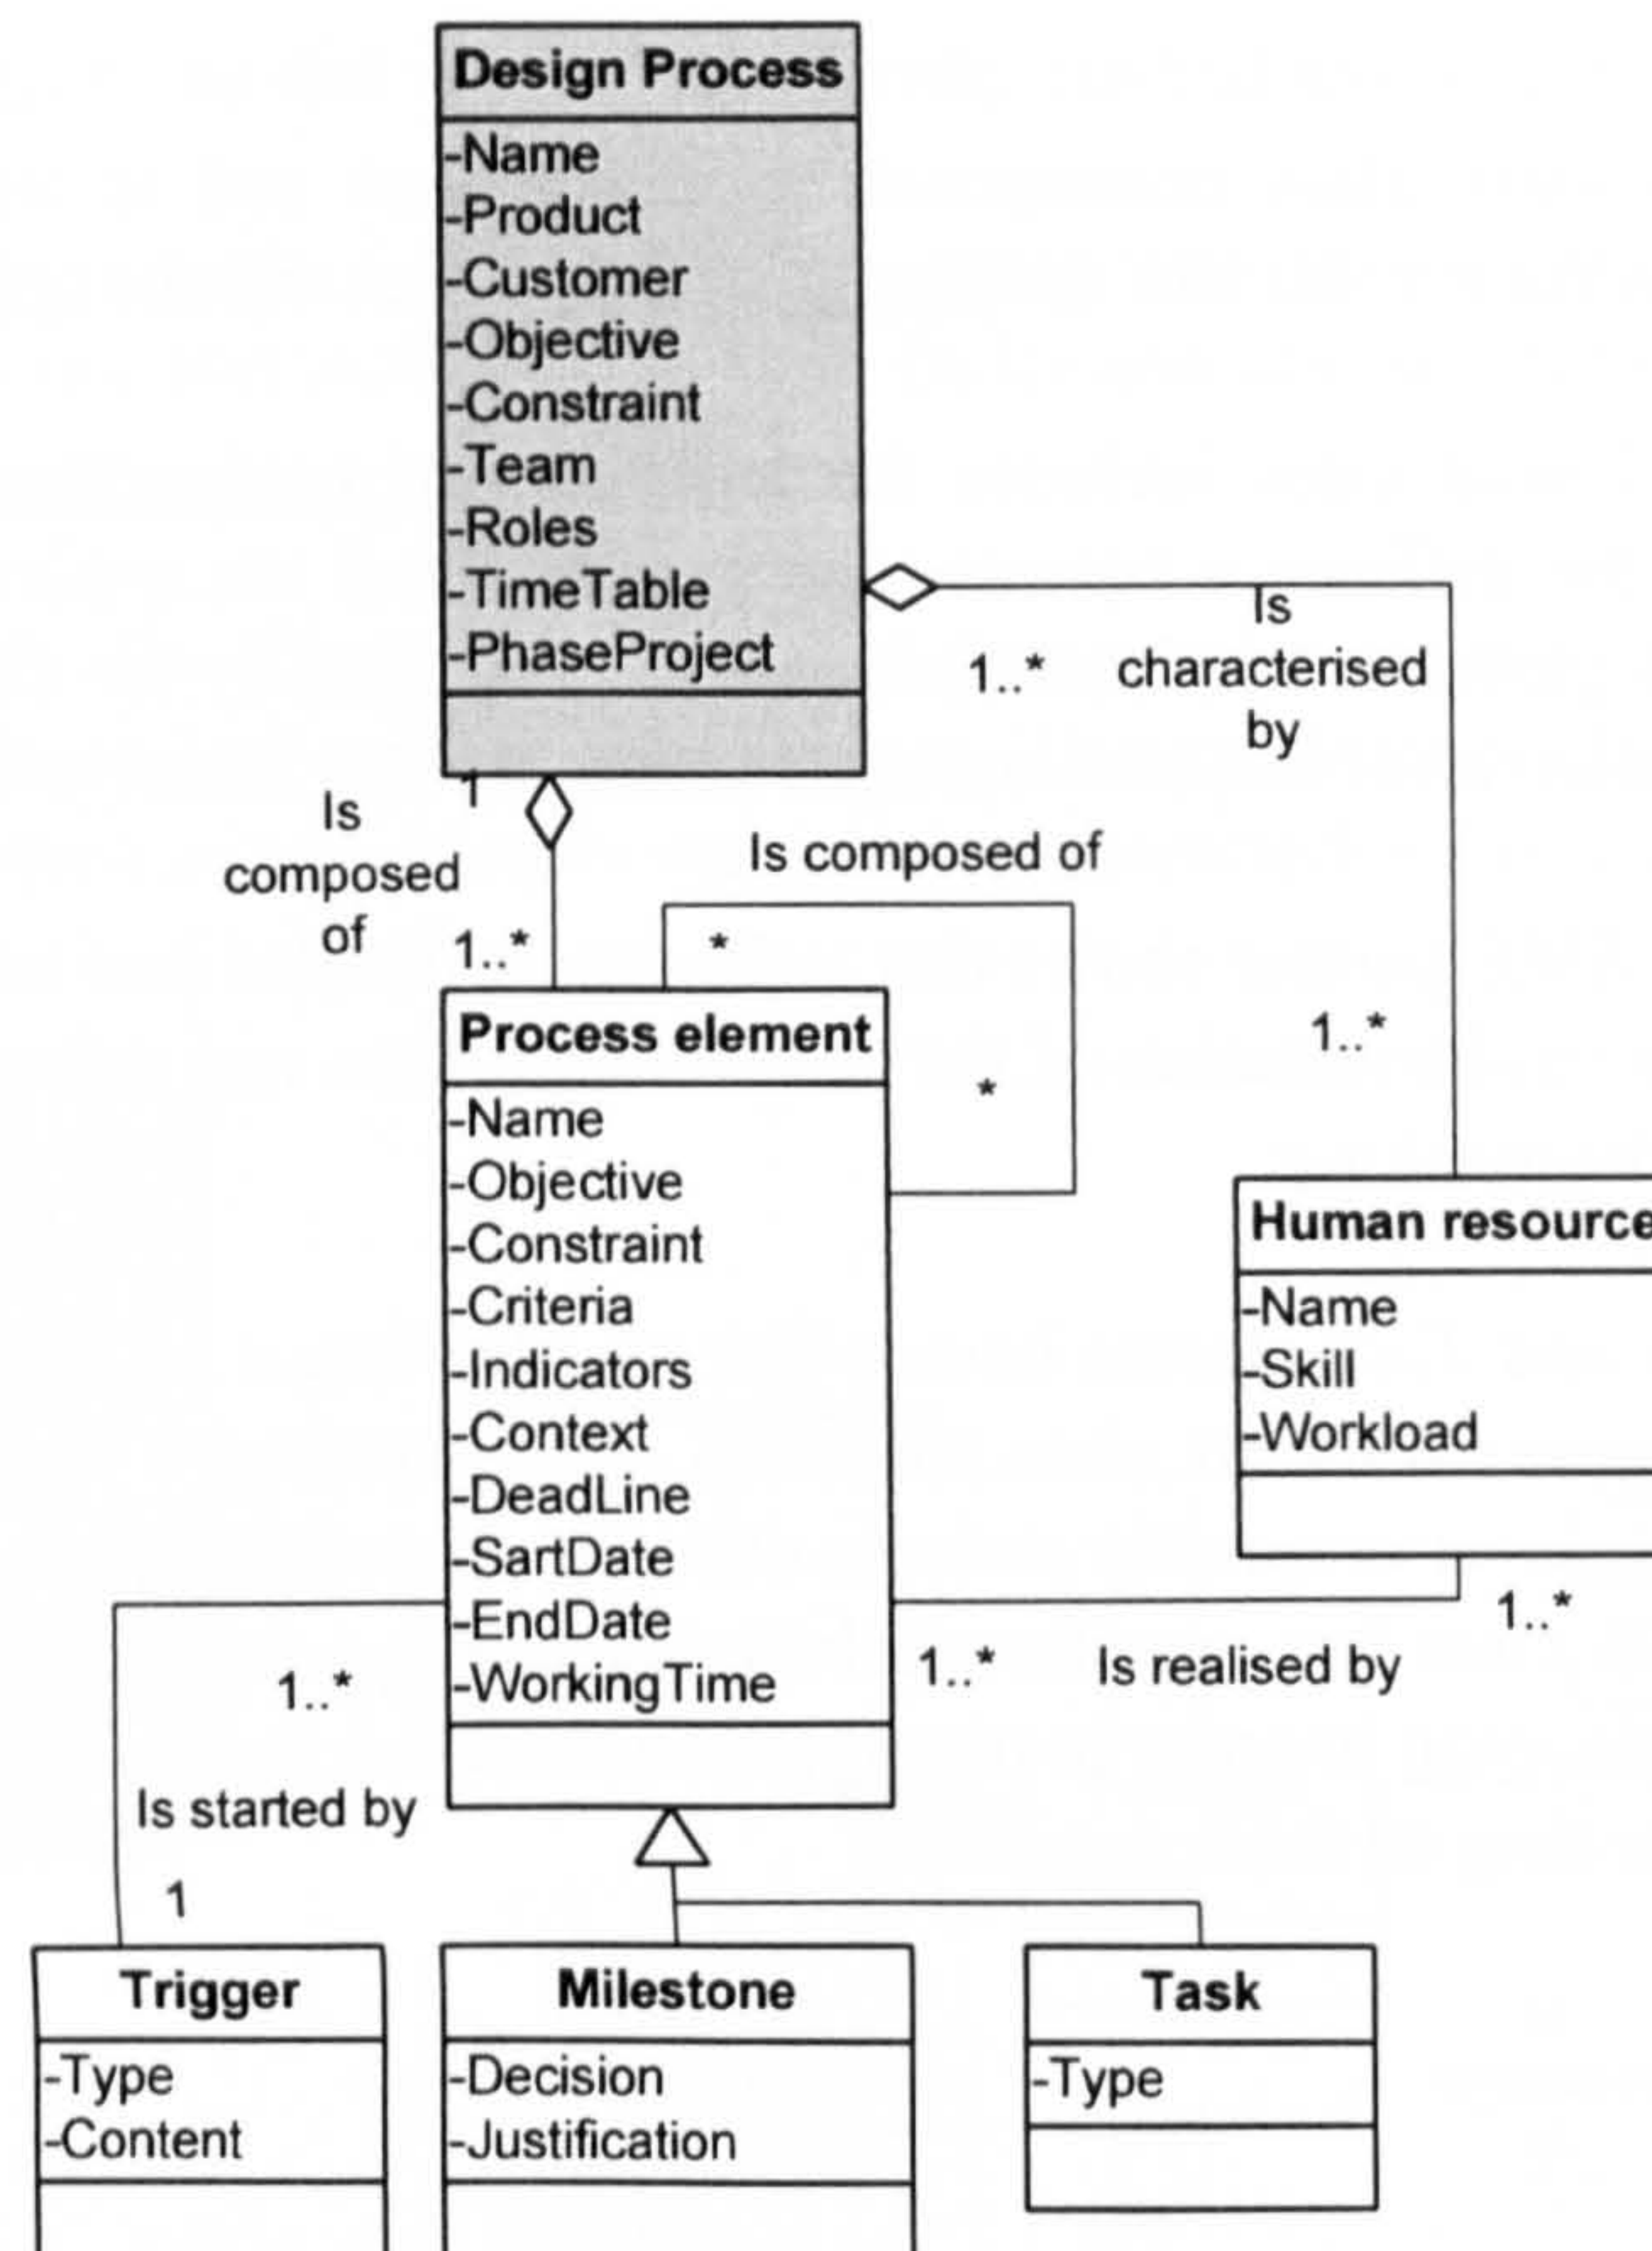 Design Process
-Name
-Product
-Customer
-Objective
-Constraint
-Team
-Roles
-TimeTable
-PhaseProject
Is
characterised
by
1..*
1
Is
composed
of
1..*
Is composed of
*
*
1..*
Process element
-Name
-Objective
-Constraint
-Criteria
-Indicators
-Context
-DeadLine
-SartDate
-EndDate
-WorkingTime
Human resource
-Name
-Skill
-Workload
1..*
1..*
Is realised by
1..*
Is started by
1
Trigger
-Type
-Content
Milestone
-Decision
-Justification
Task
-Type